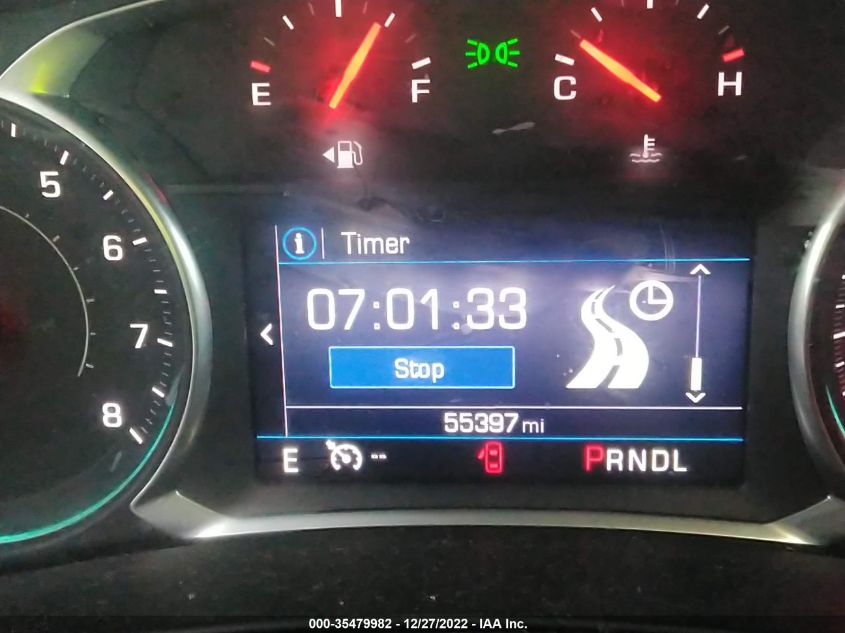 E F C H
5
6
7
8
i Timer
07:01:33
Stop
55397 mi
E -- PRNDL
000-35479982 - 12/27/2022 - IAA Inc.